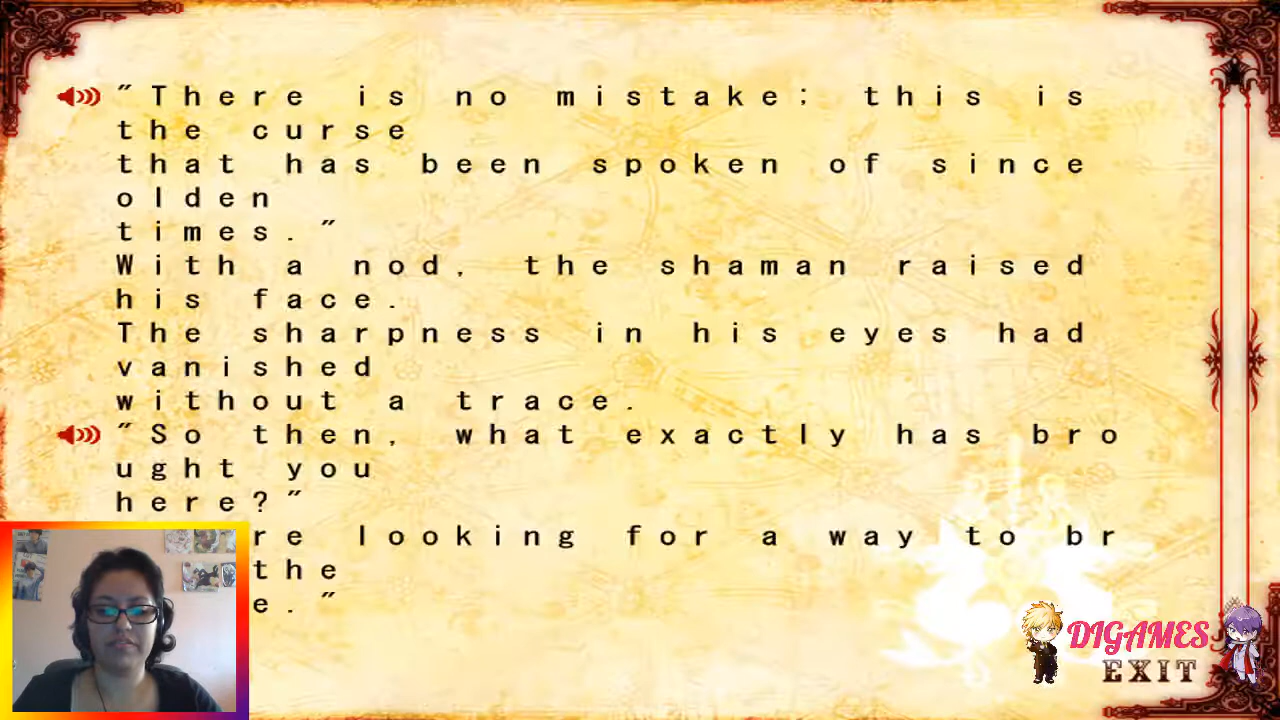 "There is no mistake; this is
the curse
that has been spoken of since
olden
times."
With a nod, the shaman raised
his face.
The sharpness in his eyes had
vanished
without a trace.
"So then, what exactly has bro
ught you
here?"
re looking for a way to br
the
e."
DIGAMES
EXIT